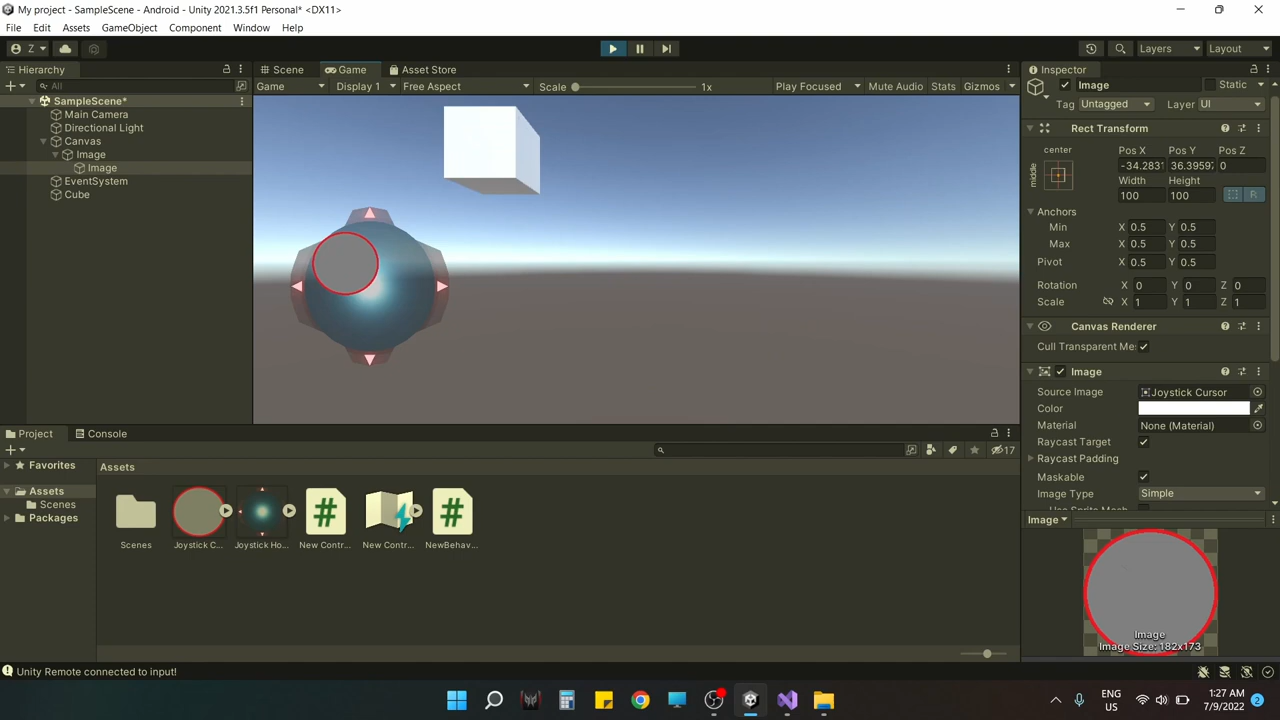 My project - SampleScene - Android - Unity 2021.3.5f1 Personal* <DX11>
File Edit Assets GameObject Component Window Help
Z Layers Layout
Hierarchy Scene Game Asset Store Inspector
All Game Display 1 Free Aspect Scale 1x Play Focused Mute Audio Stats Gizmos Image Static
SampleScene* Tag Untagged Layer UI
Main Camera
Directional Light Rect Transform
Canvas
Image center Pos X Pos Y Pos Z
Image middle -34.283 36.3959 0
EventSystem Width Height
Cube 100 100 R
Anchors
Min X 0.5 Y 0.5
Max X 0.5 Y 0.5
Pivot X 0.5 Y 0.5
Rotation X 0 Y 0 Z 0
Scale X 1 Y 1 Z 1
Canvas Renderer
Cull Transparent Me
Image
Source Image Joystick Cursor
Color
Material None (Material)
Project Console Raycast Target
17 Raycast Padding
Favorites Assets
Assets Maskable
Scenes Image Type Simple
Packages
Image
Scenes Joystick C... Joystick Ho... New Contr... New Contr... NewBehav...
Image
Image Size: 182x173
Unity Remote connected to input!
ENG 1:27 AM
US 7/9/2022 2